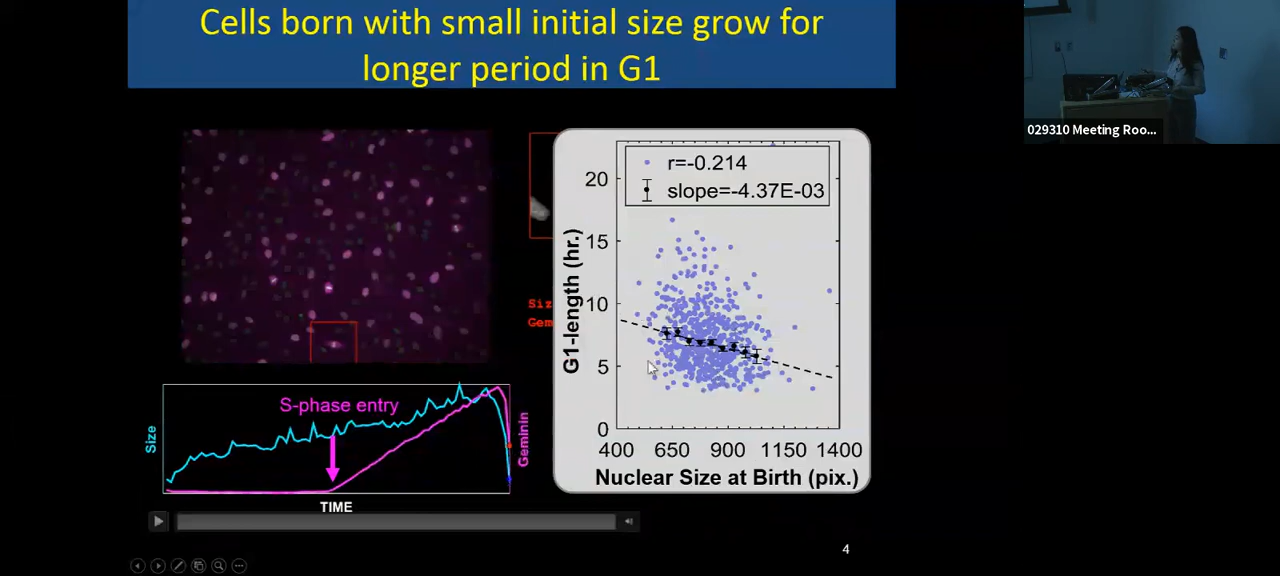 Cells born with small initial size grow for
longer period in G1
029310 Meeting Roo...
r=-0.214
slope=-4.37E-03
G1-length (hr.)
20
15
10
5
0
400 650 900 1150 1400
Nuclear Size at Birth (pix.)
Siz
Gem
S-phase entry
Size
Geminin
TIME
4